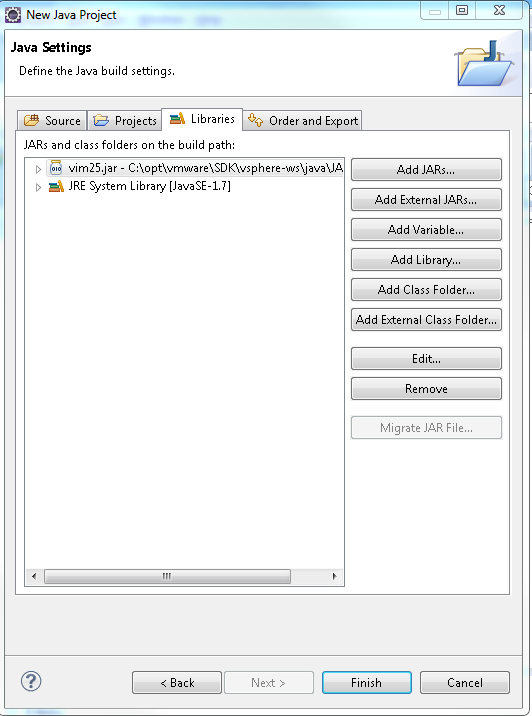 New Java Project
Java Settings
Define the Java build settings.
Source Projects Libraries Order and Export
JARs and class folders on the build path:
vim25.jar - C:\opt\vmware\SDK\vsphere-ws\java\JA
JRE System Library [JavaSE-1.7]
Add JARs...
Add External JARs...
Add Variable...
Add Library...
Add Class Folder...
Add External Class Folder...
Edit...
Remove
Migrate JAR File...
? < Back Next > Finish Cancel